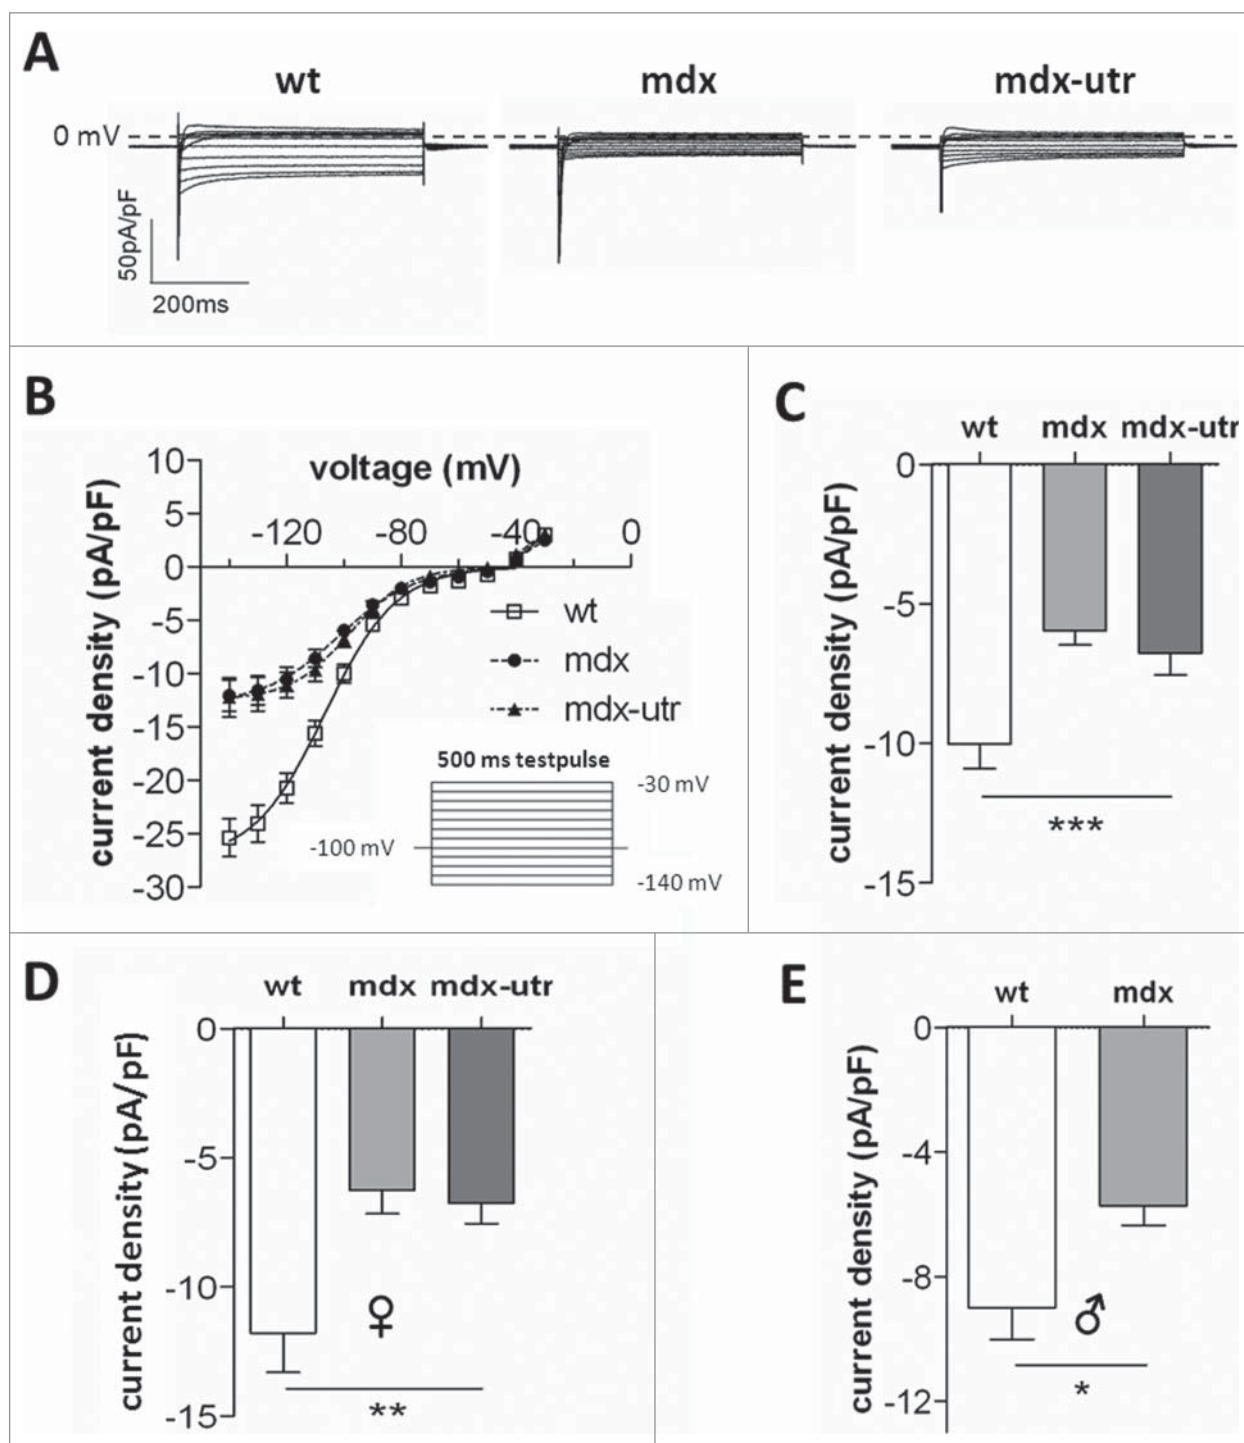 A
wt
mdx
mdx-utr
0 mV
50pA/pF
200ms
B
voltage (mV)
current density (pA/pF)
10
5
0
-5
-10
-15
-20
-25
-30
-120
-80
-40
0
wt
mdx
mdx-utr
500 ms testpulse
-30 mV
-100 mV
-140 mV
C
wt
mdx
mdx-utr
current density (pA/pF)
0
-5
-10
-15
***
D
wt
mdx
mdx-utr
current density (pA/pF)
0
-5
-10
-15
♀
**
E
wt
mdx
current density (pA/pF)
0
-4
-8
-12
♂
*